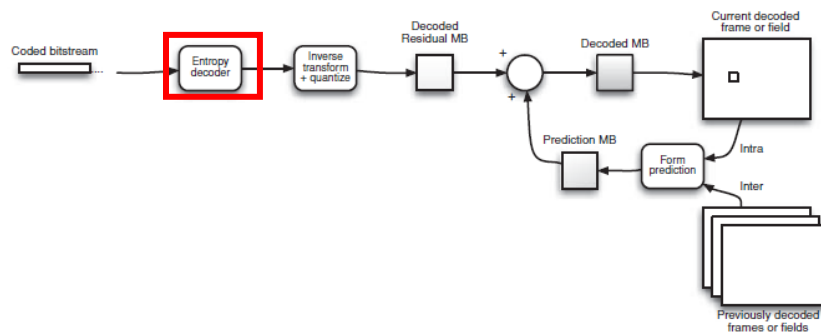 Coded bitstream
Entropy
decoder
Inverse
transform
+ quantize
Decoded
Residual MB
+
+
Decoded MB
Current decoded
frame or field
Prediction MB
Form
prediction
Intra
Inter
Previously decoded
frames or fields